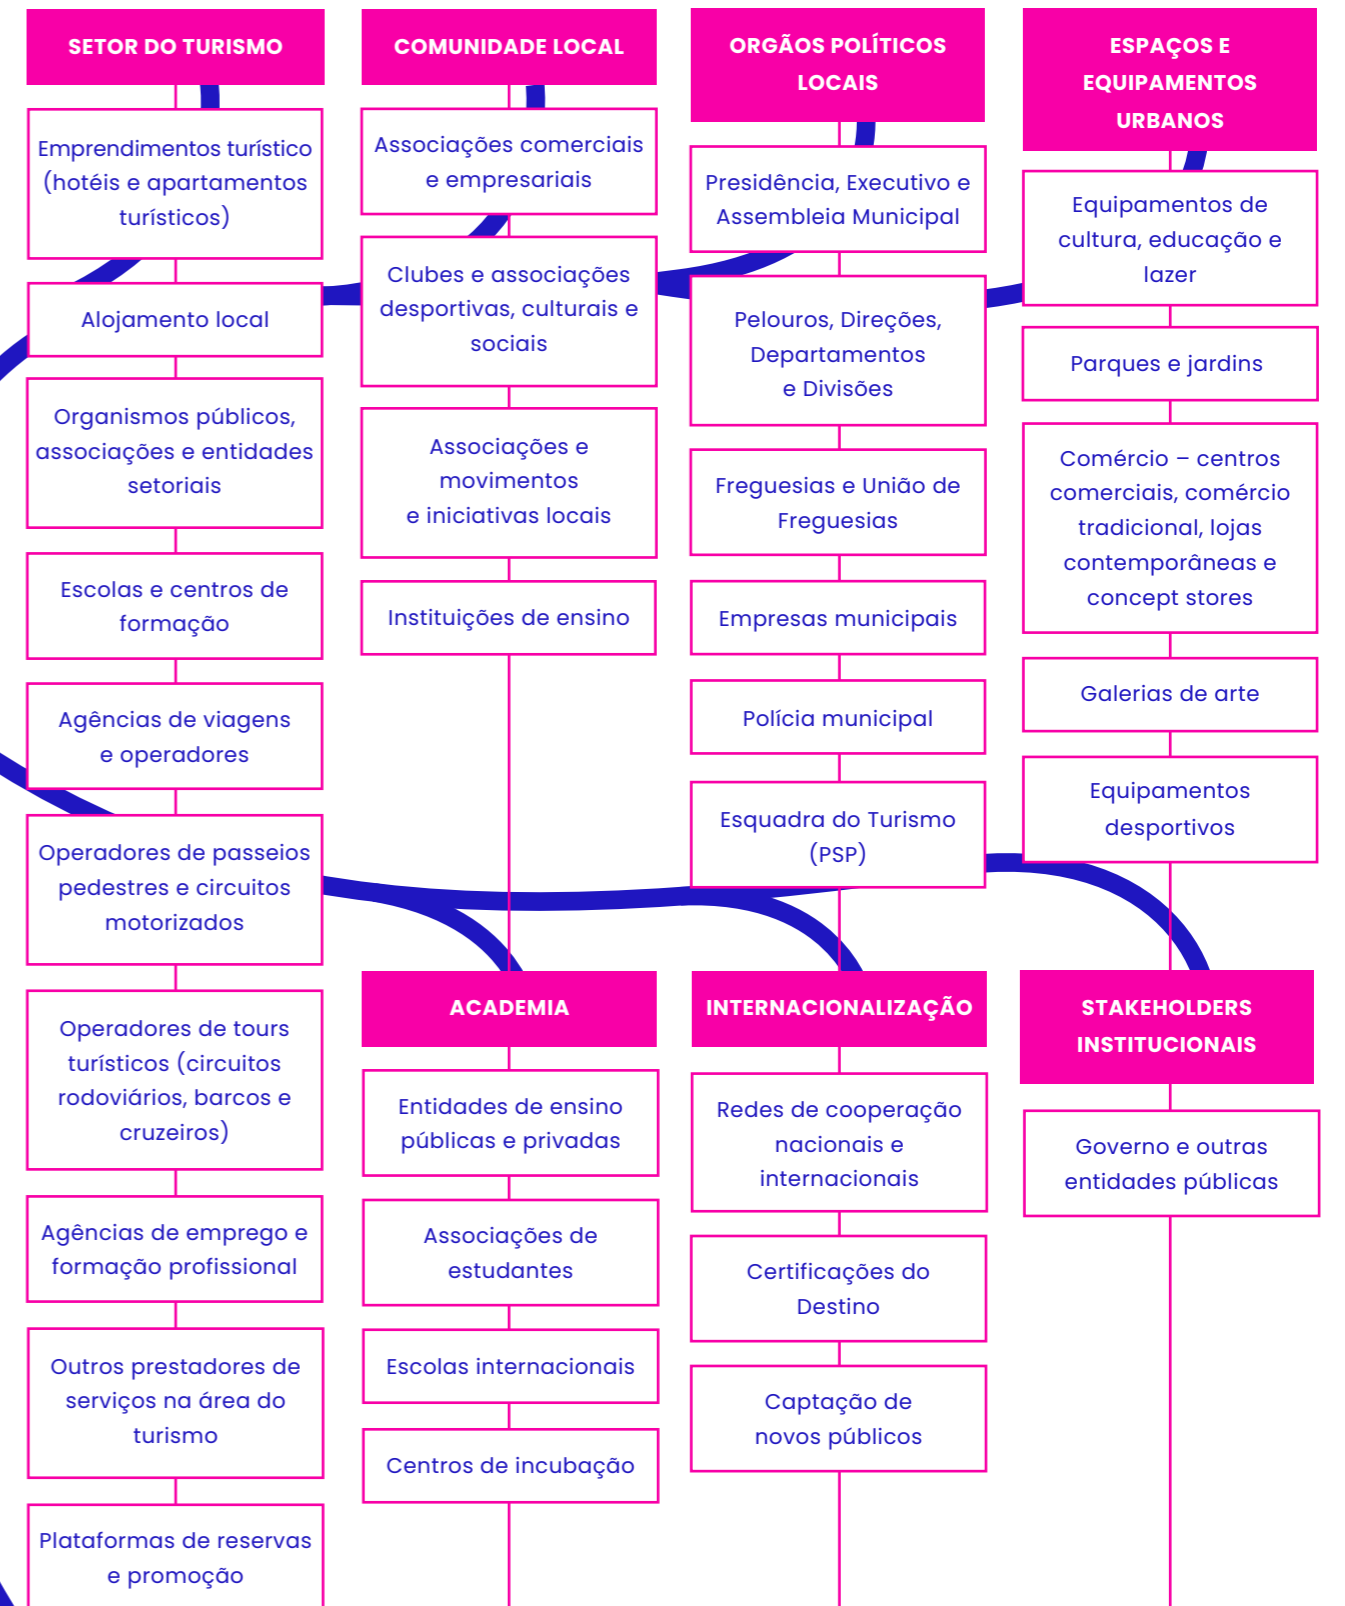 SETOR DO TURISMO
Emprendimentos turístico
(hotéis e apartamentos
turísticos)
Alojamento local
Organismos públicos,
associações e entidades
setoriais
Escolas e centros de
formação
Agências de viagens
e operadores
Operadores de passeios
pedestres e circuitos
motorizados
Operadores de tours
turísticos (circuitos
rodoviários, barcos e
cruzeiros)
Agências de emprego e
formação profissional
Outros prestadores de
serviços na área do
turismo
Plataformas de reservas
e promoção
COMUNIDADE LOCAL
Associações comerciais
e empresariais
Clubes e associações
desportivas, culturais e
sociais
Associações e
movimentos
e iniciativas locais
Instituições de ensino
ORGÃOS POLÍTICOS
LOCAIS
Presidência, Executivo e
Assembleia Municipal
Pelouros, Direções,
Departamentos
e Divisões
Freguesias e União de
Freguesias
Empresas municipais
Polícia municipal
Esquadra do Turismo
(PSP)
ESPAÇOS E
EQUIPAMENTOS
URBANOS
Equipamentos de
cultura, educação e
lazer
Parques e jardins
Comércio – centros
comerciais, comércio
tradicional, lojas
contemporâneas e
concept stores
Galerias de arte
Equipamentos
desportivos
ACADEMIA
Entidades de ensino
públicas e privadas
Associações de
estudantes
Escolas internacionais
Centros de incubação
INTERNACIONALIZAÇÃO
Redes de cooperação
nacionais e
internacionais
Certificações do
Destino
Captação de
novos públicos
STAKEHOLDERS
INSTITUCIONAIS
Governo e outras
entidades públicas